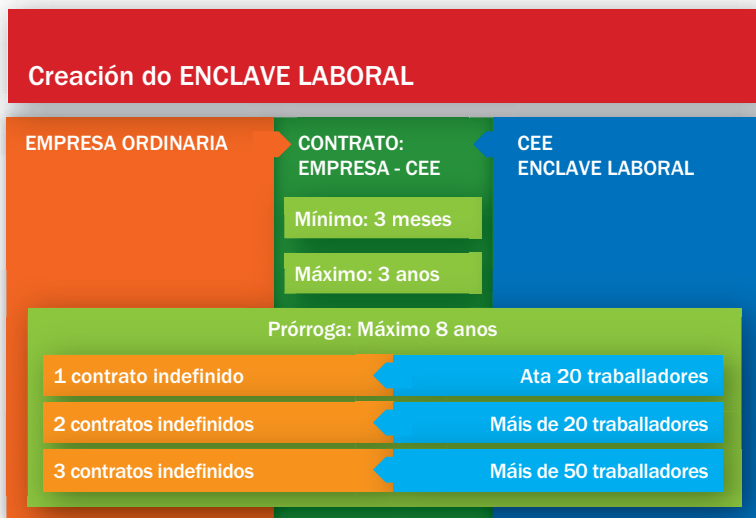 Creación do ENCLAVE LABORAL
EMPRESA ORDINARIA
CONTRATO:
EMPRESA - CEE
CEE
ENCLAVE LABORAL
Mínimo: 3 meses
Máximo: 3 anos
Prórroga: Máximo 8 anos
1 contrato indefinido
Ata 20 traballadores
2 contratos indefinidos
Máis de 20 traballadores
3 contratos indefinidos
Máis de 50 traballadores